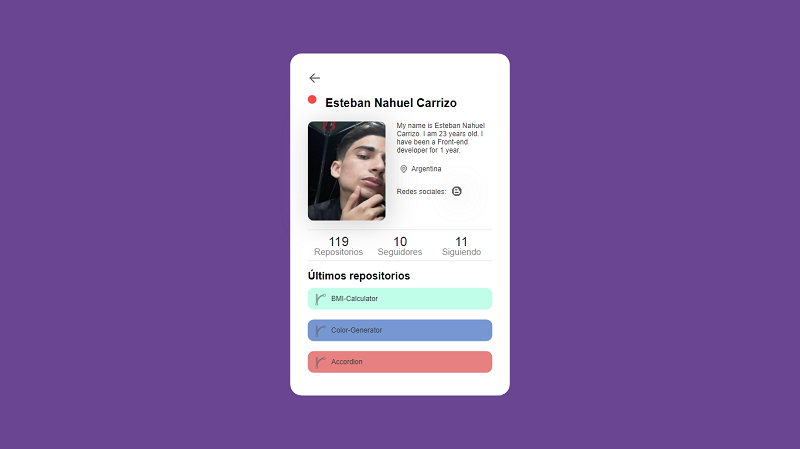 Esteban Nahuel Carrizo
My name is Esteban Nahuel
Carrizo. I am 23 years old. I
have been a Front-end
developer for 1 year.
Argentina
Redes sociales:
119 10 11
Repositorios Seguidores Siguiendo
Últimos repositorios
BMI-Calculator
Color-Generator
Accordion